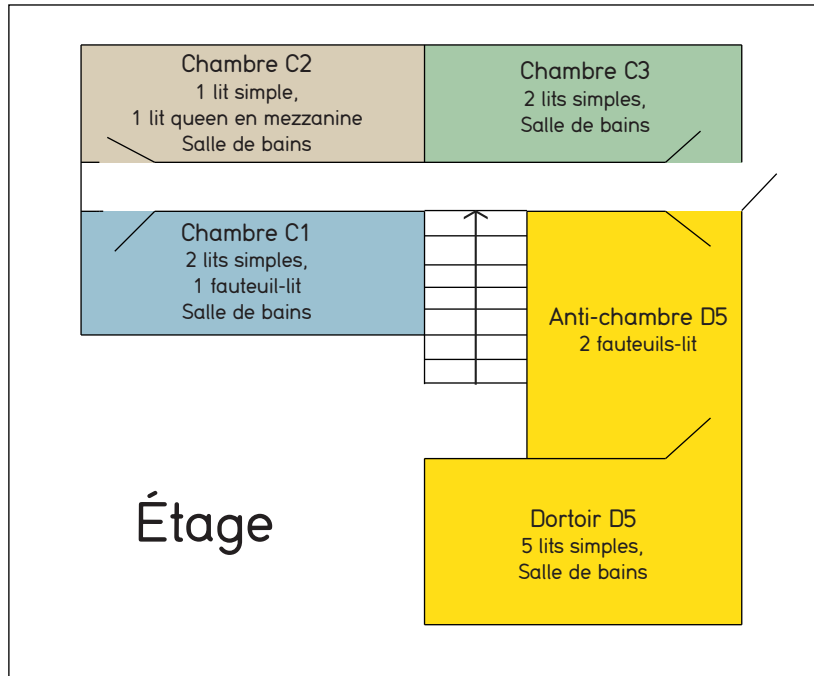 Chambre C2
1 lit simple,
1 lit queen en mezzanine
Salle de bains
Chambre C3
2 lits simples,
Salle de bains
Chambre C1
2 lits simples,
1 fauteuil-lit
Salle de bains
Anti-chambre D5
2 fauteuils-lit
Étage
Dortoir D5
5 lits simples,
Salle de bains